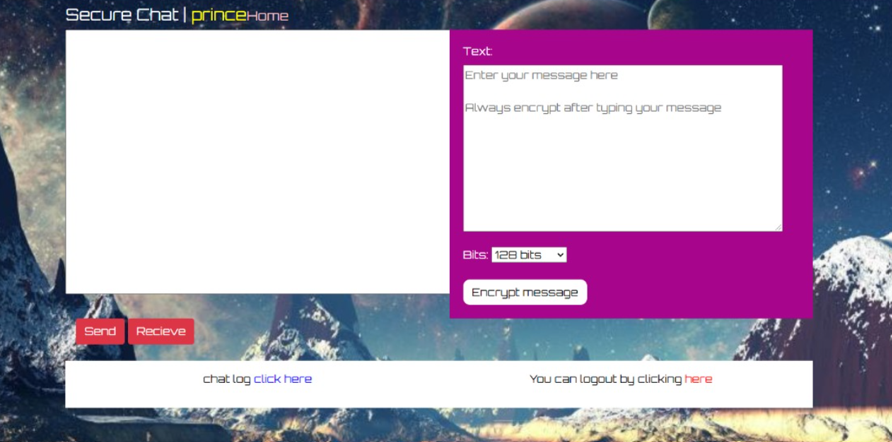 Secure Chat | princeHome
Text:
Enter your message here
Always encrypt after typing your message
Bits: 128 bits
Encrypt message
Send Recieve
chat log click here
You can logout by clicking here